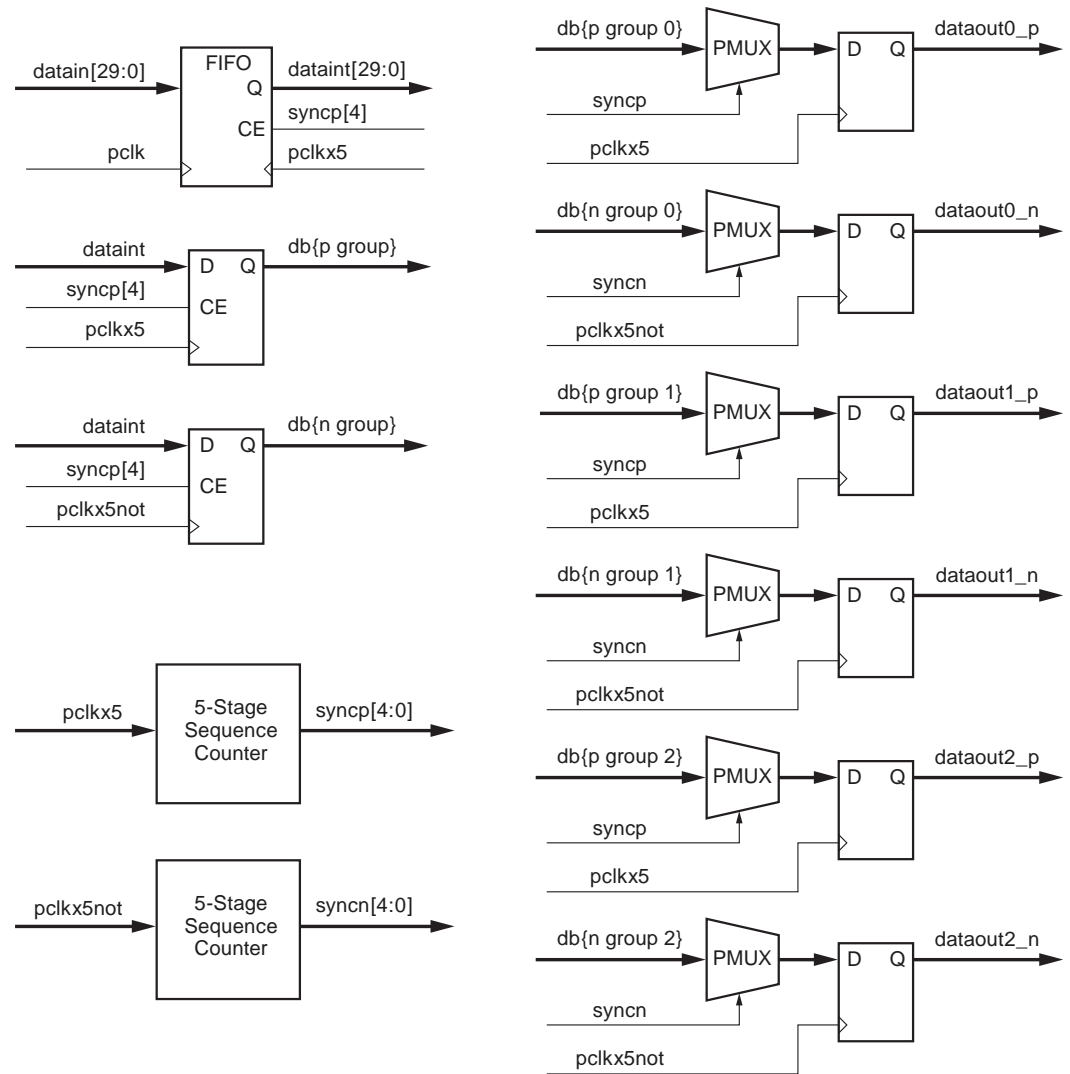 FIFO
datain[29:0]
dataint[29:0]
Q
syncp[4]
CE
pclk
pclkx5
dataint
D Q
db{p group}
syncp[4]
CE
pclkx5
dataint
D Q
db{n group}
syncp[4]
CE
pclkx5not
pclkx5
5-Stage
Sequence
Counter
syncp[4:0]
pclkx5not
5-Stage
Sequence
Counter
syncn[4:0]
db{p group 0}
PMUX
D Q
dataout0_p
syncp
pclkx5
db{n group 0}
PMUX
D Q
dataout0_n
syncn
pclkx5not
db{p group 1}
PMUX
D Q
dataout1_p
syncp
pclkx5
db{n group 1}
PMUX
D Q
dataout1_n
syncn
pclkx5not
db{p group 2}
PMUX
D Q
dataout2_p
syncp
pclkx5
db{n group 2}
PMUX
D Q
dataout2_n
syncn
pclkx5not